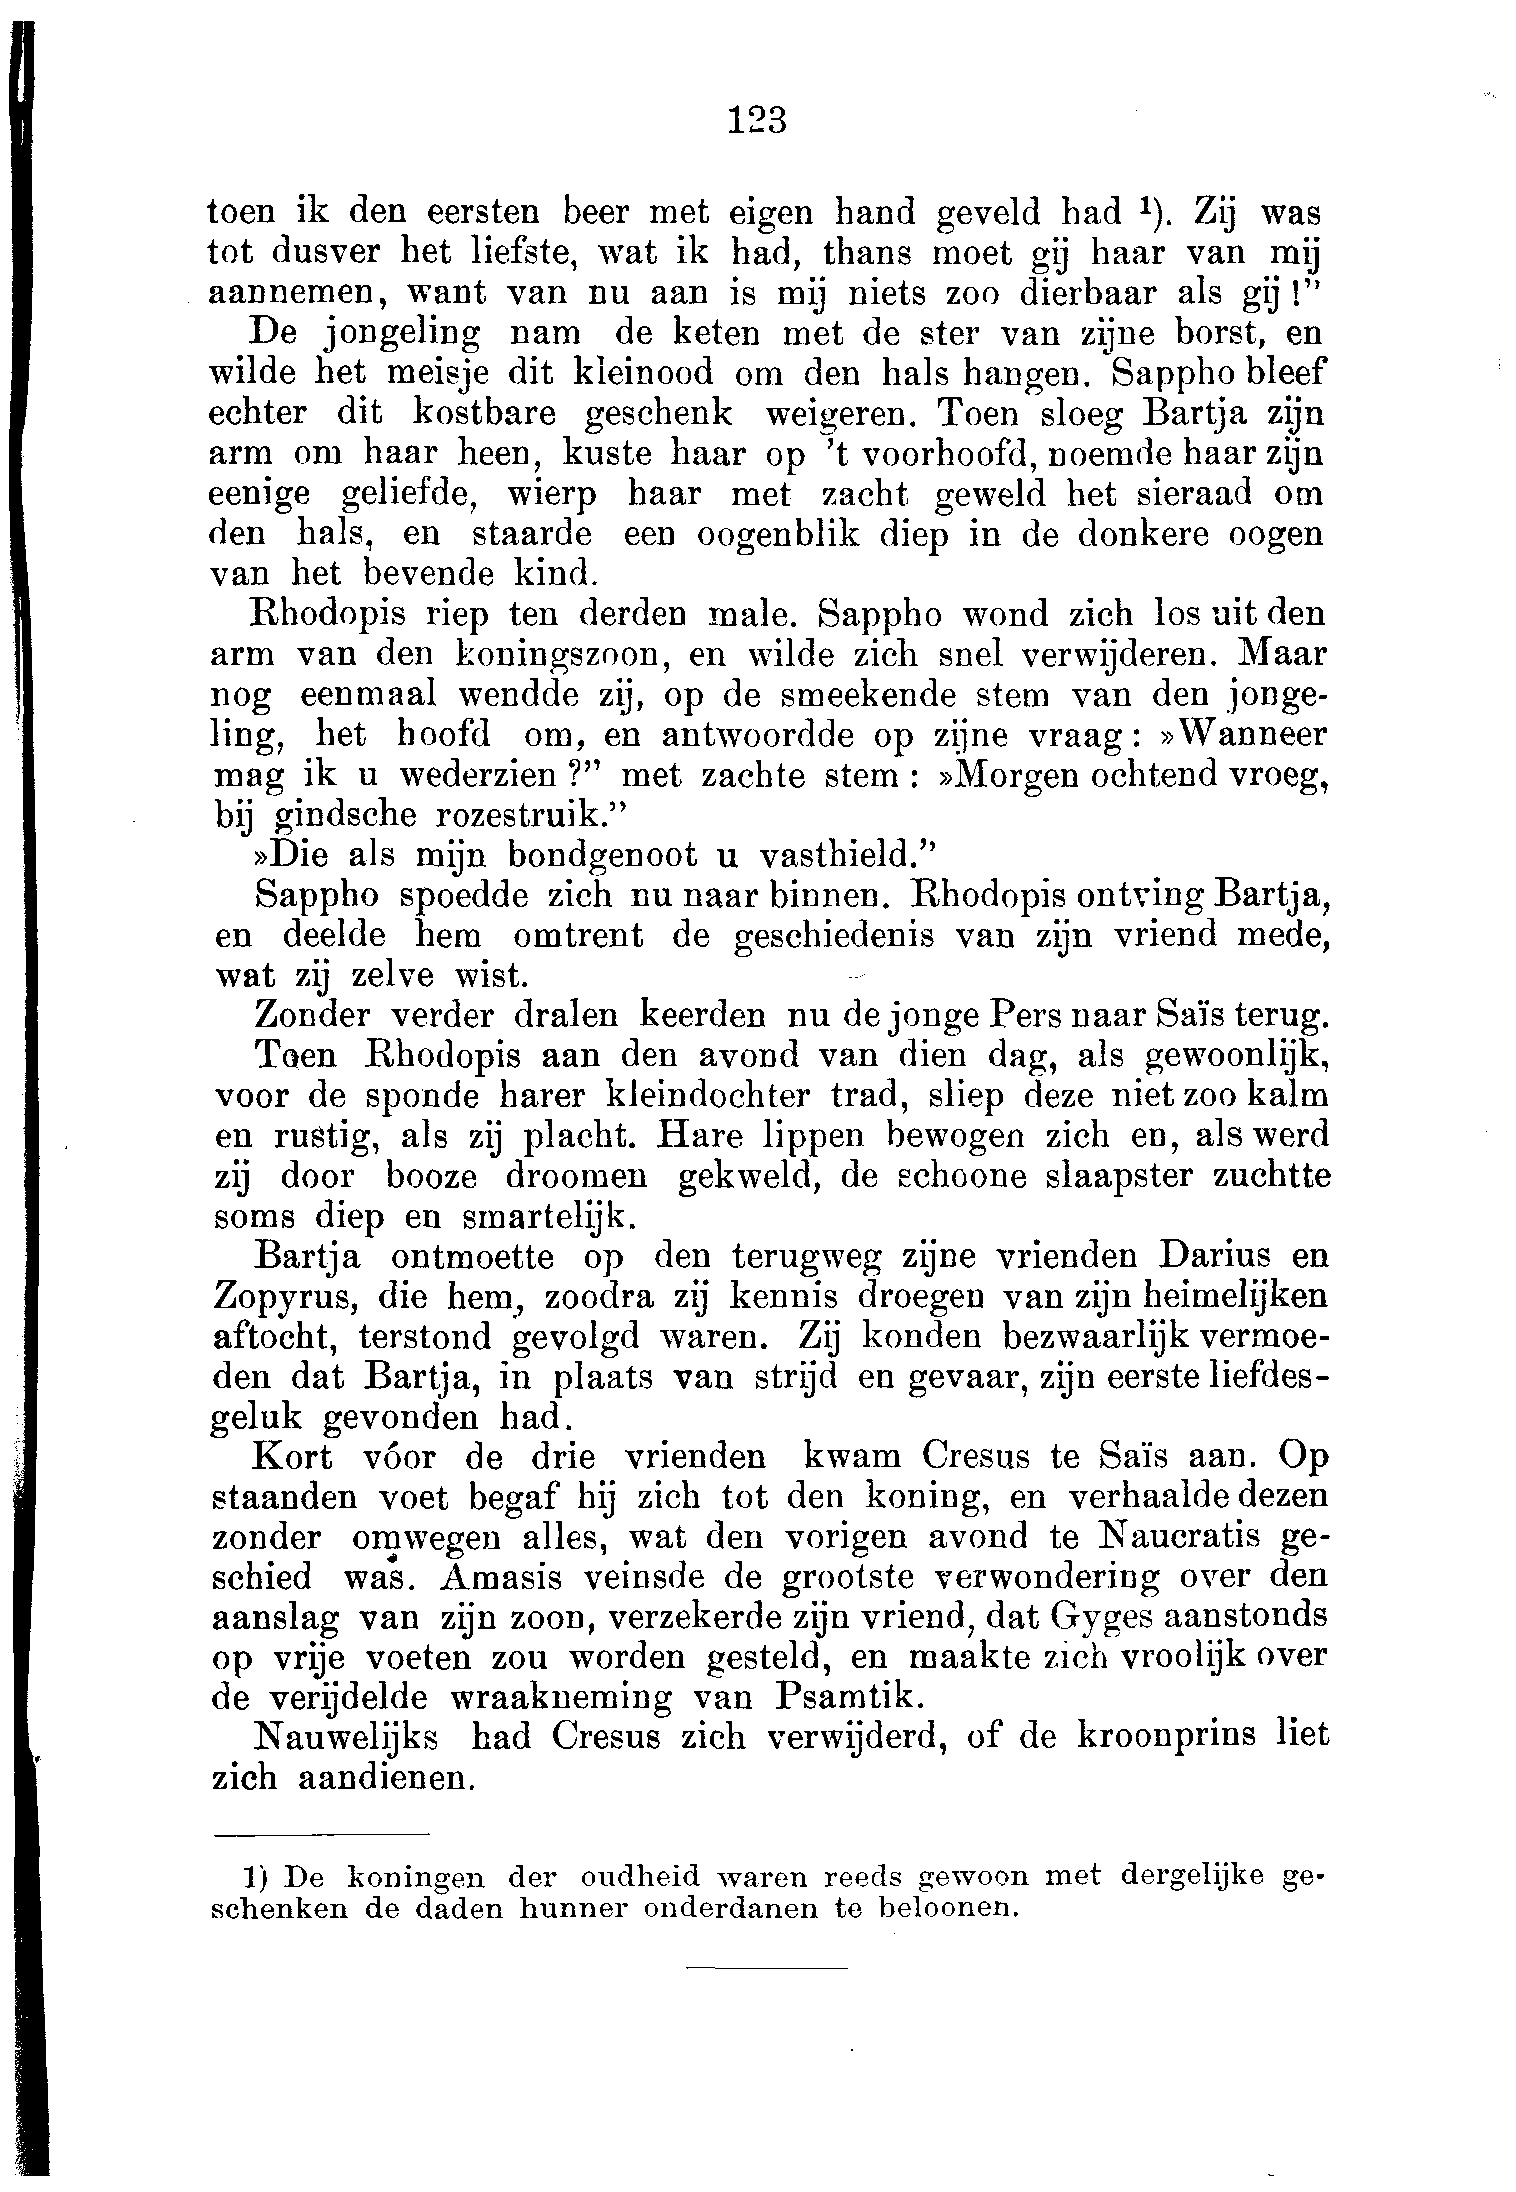 123
toen ik den eersten beer met eigen hand geveld had ¹). Zij was
tot dusver het liefste, wat ik had, thans moet gij haar van mij
aannemen, want van nu aan is mij niets zoo dierbaar als gij !”
De jongeling nam de keten met de ster van zijne borst, en
wilde het meisje dit kleinood om den hals hangen. Sappho bleef
echter dit kostbare geschenk weigeren. Toen sloeg Bartja zijn
arm om haar heen, kuste haar op ’t voorhoofd, noemde haar zijn
eenige geliefde, wierp haar met zacht geweld het sieraad om
den hals, en staarde een oogenblik diep in de donkere oogen
van het bevende kind.
Rhodopis riep ten derden male. Sappho wond zich los uit den
arm van den koningszoon, en wilde zich snel verwijderen. Maar
nog eenmaal wendde zij, op de smeekende stem van den jonge-
ling, het hoofd om, en antwoordde op zijne vraag : »Wanneer
mag ik u wederzien ?” met zachte stem : »Morgen ochtend vroeg,
bij gindsche rozestruik.”
»Die als mijn bondgenoot u vasthield.”
Sappho spoedde zich nu naar binnen. Rhodopis ontving Bartja,
en deelde hem omtrent de geschiedenis van zijn vriend mede,
wat zij zelve wist.
Zonder verder dralen keerden nu de jonge Pers naar Saïs terug.
Toen Rhodopis aan den avond van dien dag, als gewoonlijk,
voor de sponde harer kleindochter trad, sliep deze niet zoo kalm
en rustig, als zij placht. Hare lippen bewogen zich en, als werd
zij door booze droomen gekweld, de schoone slaapster zuchtte
soms diep en smartelijk.
Bartja ontmoette op den terugweg zijne vrienden Darius en
Zopyrus, die hem, zoodra zij kennis droegen van zijn heimelijken
aftocht, terstond gevolgd waren. Zij konden bezwaarlijk vermoe-
den dat Bartja, in plaats van strijd en gevaar, zijn eerste liefdes-
geluk gevonden had.
Kort vóor de drie vrienden kwam Cresus te Saïs aan. Op
staanden voet begaf hij zich tot den koning, en verhaalde dezen
zonder omwegen alles, wat den vorigen avond te Naucratis ge-
schied was. Amasis veinsde de grootste verwondering over den
aanslag van zijn zoon, verzekerde zijn vriend, dat Gyges aanstonds
op vrije voeten zou worden gesteld, en maakte zich vroolijk over
de verijdelde wraakneming van Psamtik.
Nauwelijks had Cresus zich verwijderd, of de kroonprins liet
zich aandienen.
1) De koningen der oudheid waren reeds gewoon met dergelijke ge-
schenken de daden hunner onderdanen te beloonen.